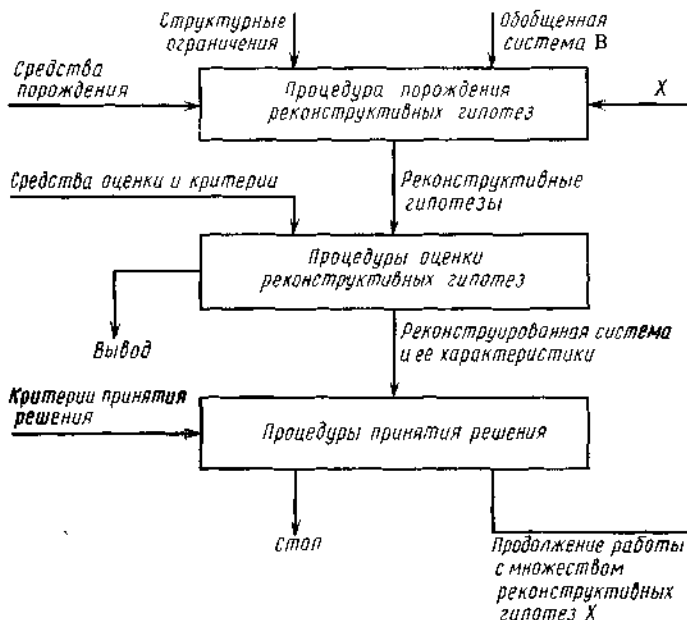 Структурные
ограничения
Обобщенная
система В
Средства
порождения
Процедура порождения
реконструктивных гипотез
X
Средства оценки и критерии
Реконструктивные
гипотезы
Процедуры оценки
реконструктивных гипотез
Вывод
Реконструированная система
и ее характеристики
Критерии принятия
решения
Процедуры принятия решения
Стоп
Продолжение работы
с множеством
реконструктивных
гипотез X